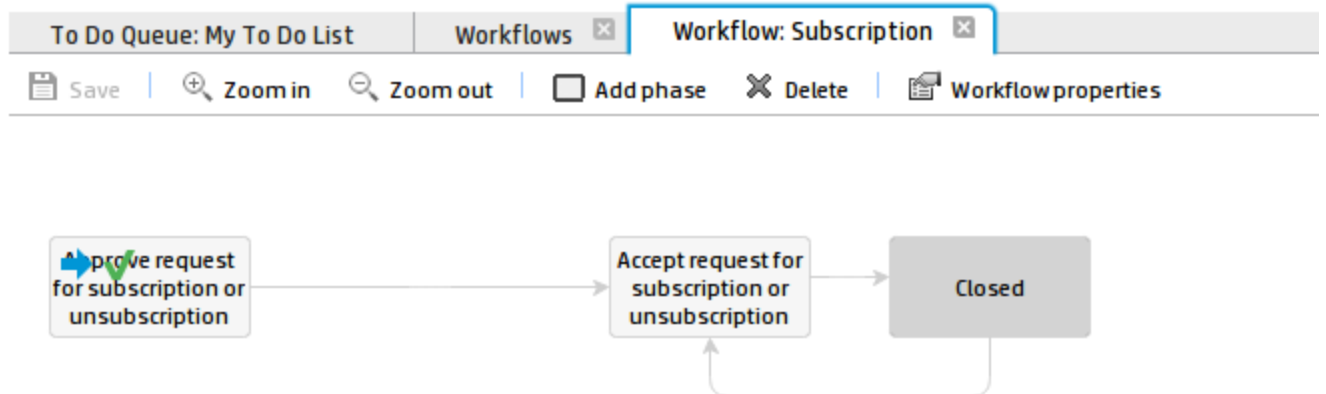 To Do Queue: My To Do List
Workflows
Workflow: Subscription
Save
Zoom in
Zoom out
Add phase
Delete
Workflow properties
Approve request
for subscription or
unsubscription
Accept request for
subscription or
unsubscription
Closed